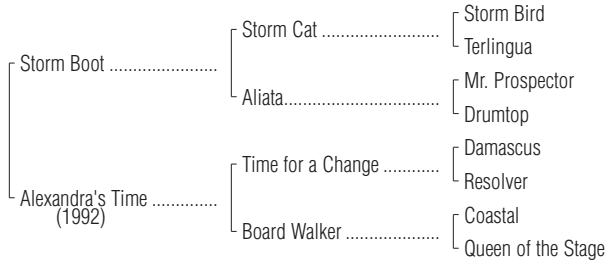 Storm Bird
Storm Cat ........................
Terlingua
Storm Boot ......................
Mr. Prospector
Aliata................................
Drumtop
Damascus
Time for a Change ............
Resolver
Alexandra's Time .............
(1992)
Coastal
Board Walker ...................
Queen of the Stage